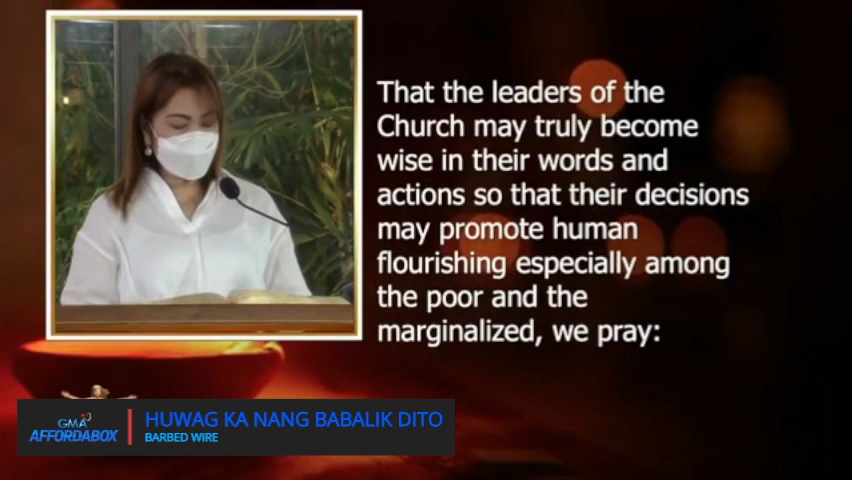 That the leaders of the
Church may truly become
wise in their words and
actions so that their decisions
may promote human
flourishing especially among
the poor and the
marginalized, we pray:
GMA
AFFORDABOX
HUWAG KA NANG BABALIK DITO
BARBED WIRE